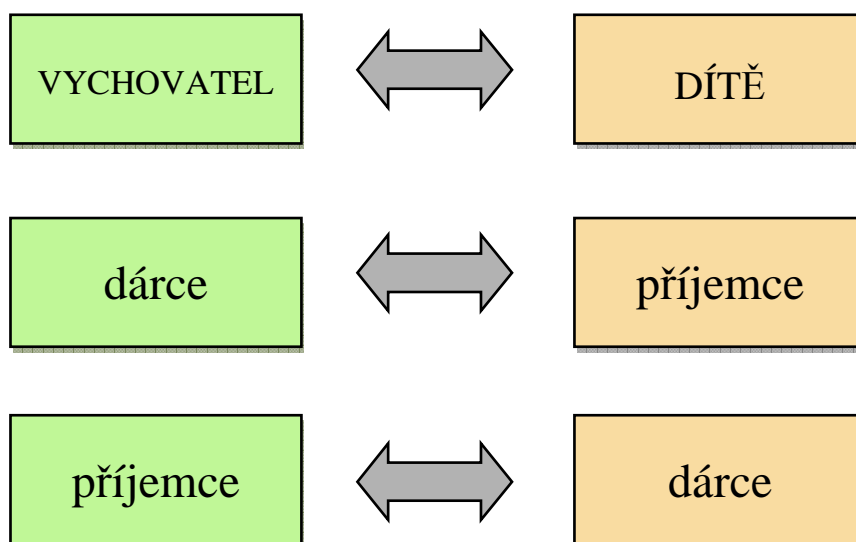 VYCHOVATEL
DÍTĚ
dárce
příjemce
příjemce
dárce